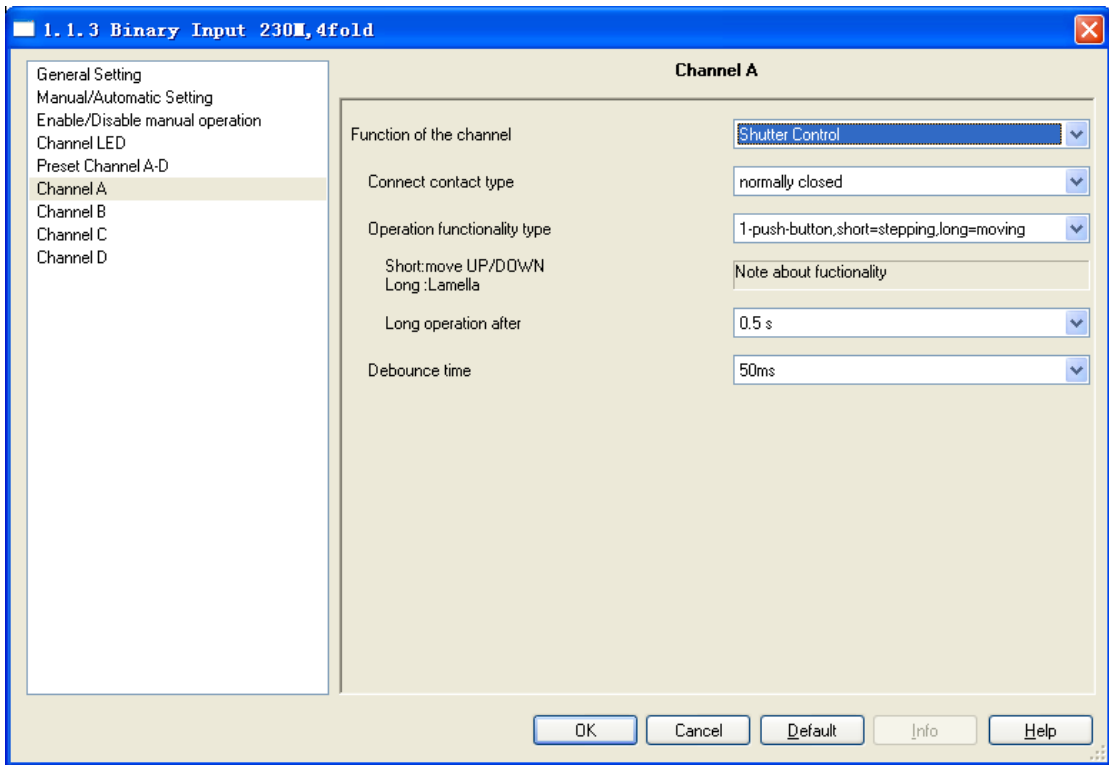 1.1.3 Binary Input 230M,4fold
General Setting
Manual/Automatic Setting
Enable/Disable manual operation
Channel LED
Preset Channel A-D
Channel A
Channel B
Channel C
Channel D
Channel A
Function of the channel
Shutter Control
Connect contact type
normally closed
Operation functionality type
1-push-button,short=stepping,long=moving
Short:move UP/DOWN
Long :Lamella
Note about fuctionality
Long operation after
0.5 s
Debounce time
50ms
OK
Cancel
Default
Info
Help